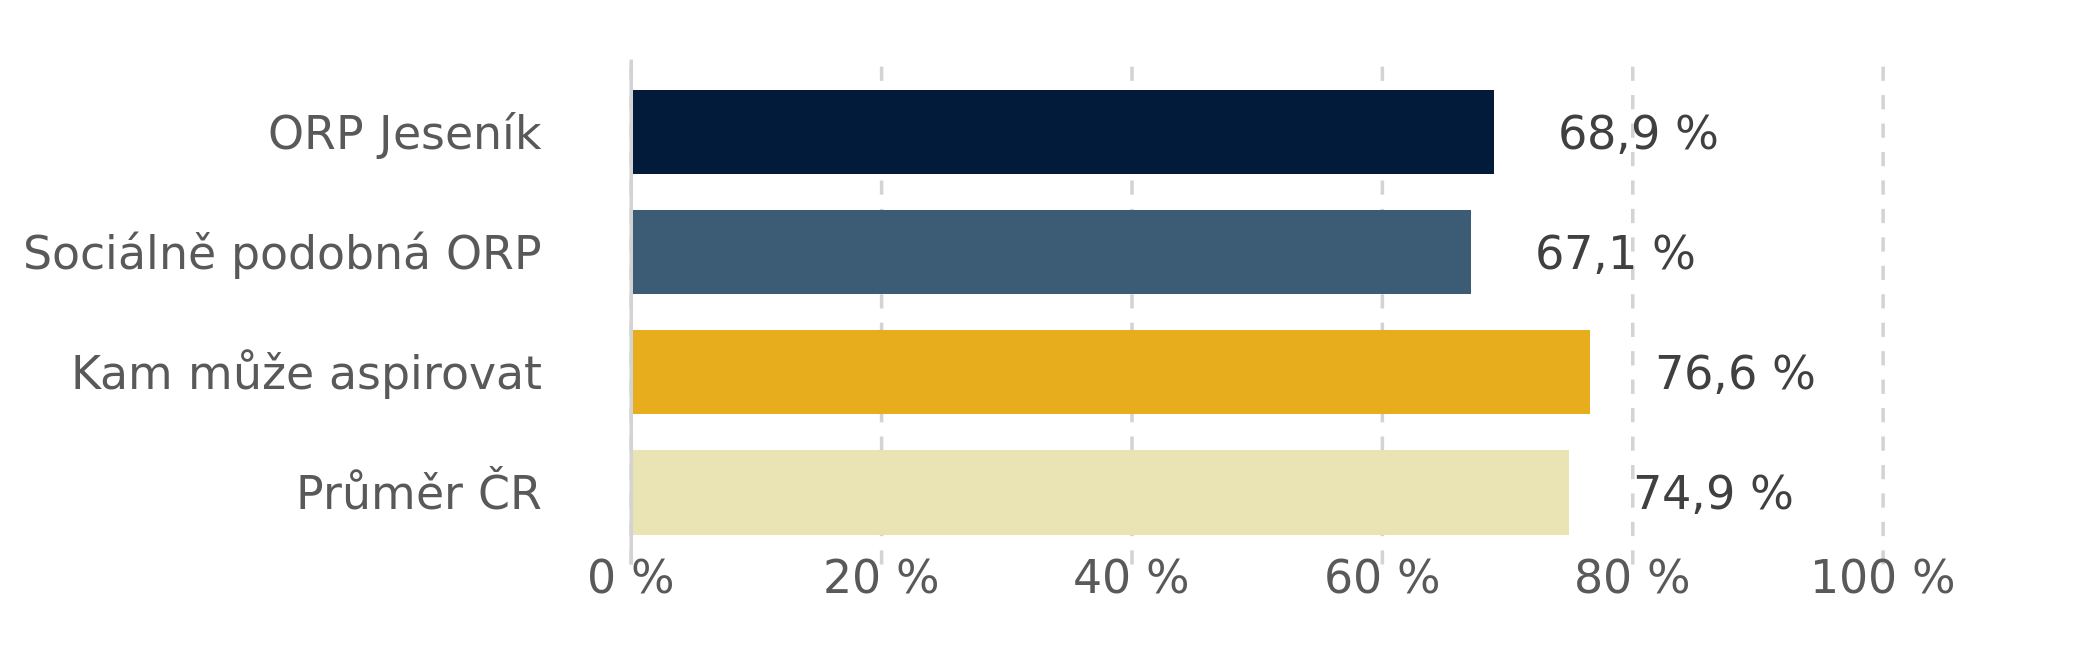 ORP Jeseník 68,9 %
Sociálně podobná ORP 67,1 %
Kam může aspirovat 76,6 %
Průměr ČR 74,9 %
0 % 20 % 40 % 60 % 80 % 100 %